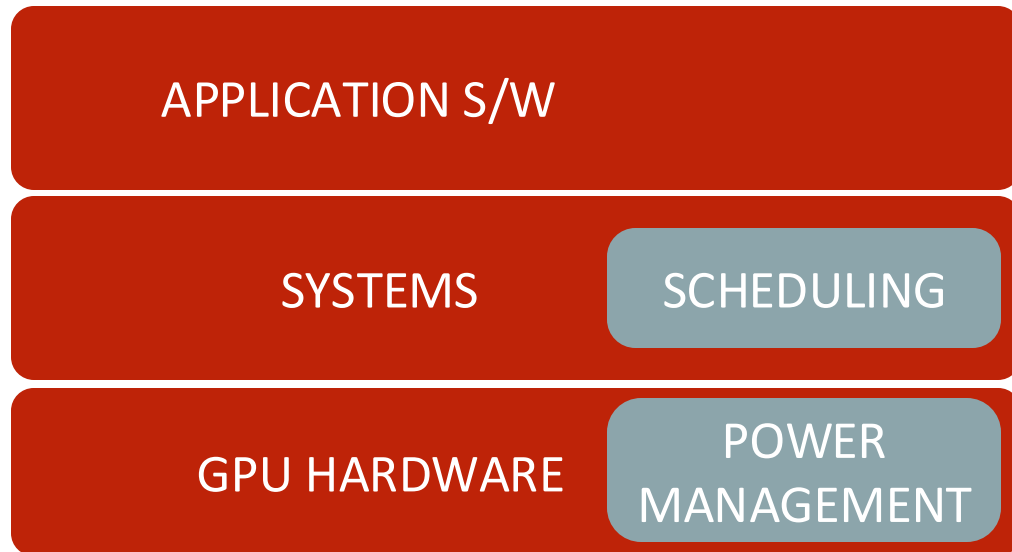 APPLICATION S/W
SYSTEMS
SCHEDULING
GPU HARDWARE
POWER
MANAGEMENT